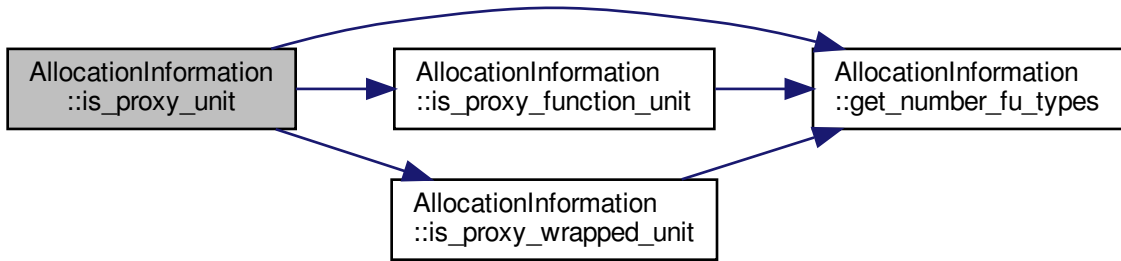 AllocationInformation
::is_proxy_unit
AllocationInformation
::is_proxy_function_unit
AllocationInformation
::get_number_fu_types
AllocationInformation
::is_proxy_wrapped_unit